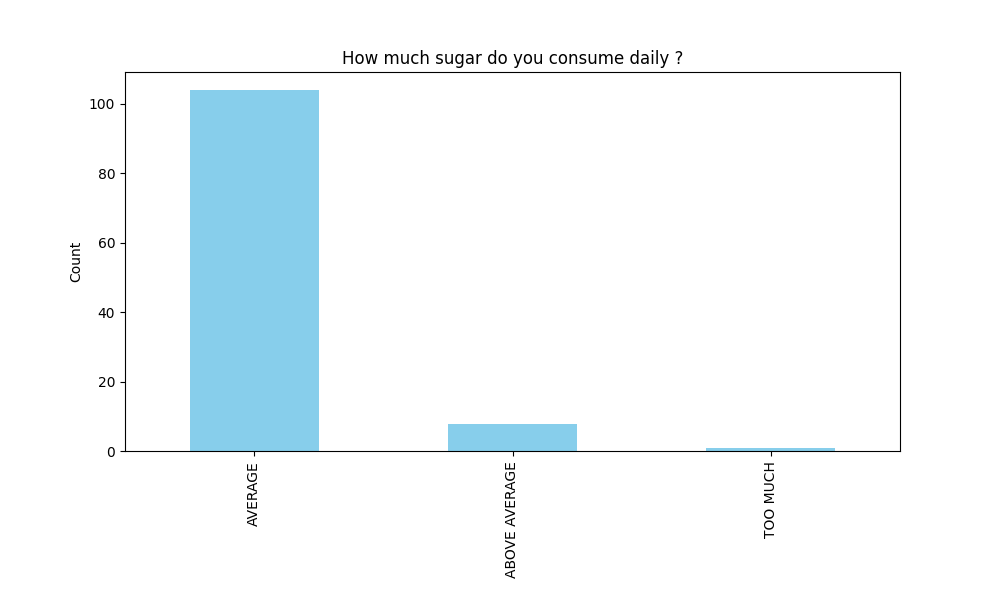 How much sugar do you consume daily ?
Count
100
80
60
40
20
0
AVERAGE
ABOVE AVERAGE
TOO MUCH